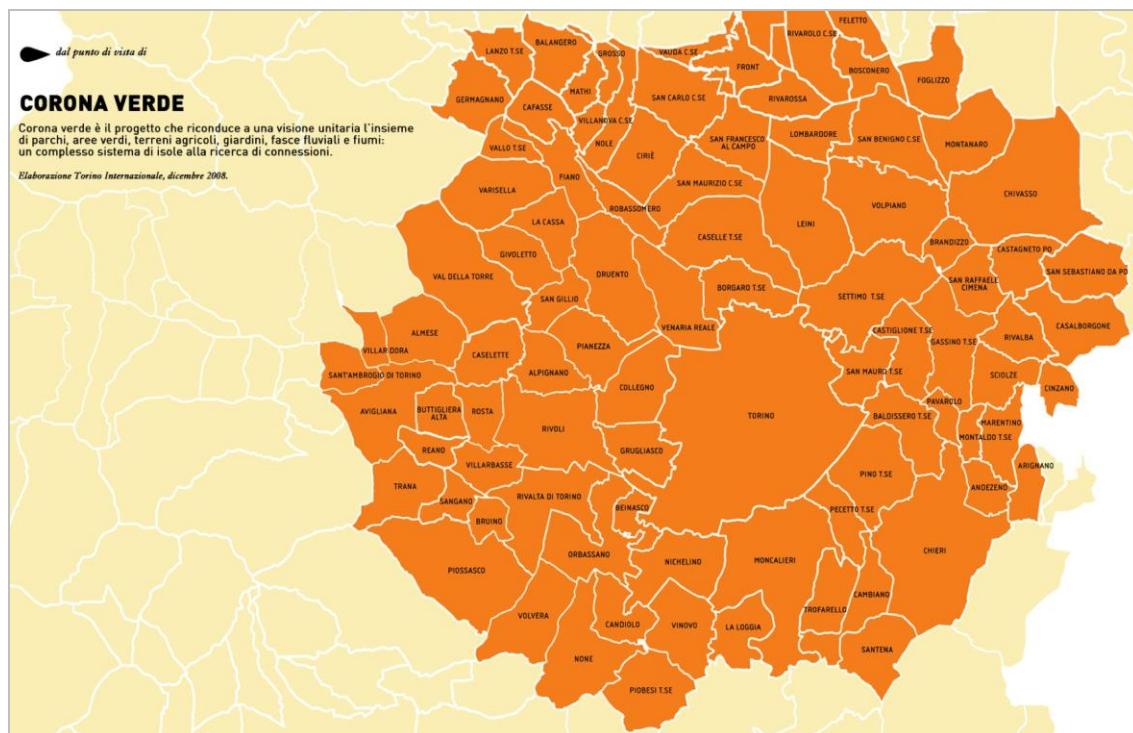 dal punto di vista di
CORONA VERDE
Corona verde è il progetto che riconduce a una visione unitaria l'insieme
di parchi, aree verdi, terreni agricoli, giardini, fasce fluviali e fiumi:
un complesso sistema di isole alla ricerca di connessioni.
Elaborazione Torino Internazionale, dicembre 2008.
FELETTO
RIVAROLO C.SE
BALANGERO
LANZO T.SE
GROSSO
VAUDA C.SE
FRONT
BOSCONERO
FOGLIZZO
MATHI
GERMAGNANO
CAFASSE
SAN CARLO C.SE
RIVAROSSA
VILLANOVA C.SE
LOMBARDORE
SAN BENIGNO C.SE
SAN FRANCESCO
AL CAMPO
MONTANARO
NOLE
VALLO T.SE
CIRIÈ
FIANO
SAN MAURIZIO C.SE
VARISELLA
CHIVASSO
VOLPIANO
ROBASSOMERO
LA CASSA
LEINI
CASELLE T.SE
BRANDIZZO
CASTAGNETO PO
GIVOLETTO
VAL DELLA TORRE
DRUENTO
SAN SEBASTIANO DA PO
SAN RAFFAELE
CIMENA
BORGARO T.SE
SETTIMO T.SE
SAN GILLIO
CASALBORGONE
ALMESE
VENARIA REALE
CASTIGLIONE T.SE
GASSINO T.SE
RIVALBA
PIANEZZA
VILLAR DORA
CASELETTE
SANT'AMBROGIO DI TORINO
ALPIGNANO
SAN MAURO T.SE
SCIOLZE
COLLEGNO
CINZANO
PAVAROLO
AVIGLIANA
BUTTIGLIERA
ALTA
ROSTA
TORINO
BALDISSERO T.SE
MARENTINO
RIVOLI
MONTALDO T.SE
REANO
GRUGLIASCO
VILLARBASSE
ARIGNANO
PINO T.SE
TRANA
ANDEZENO
SANGANO
RIVALTA DI TORINO
BEINASCO
PECETTO T.SE
BRUINO
CHIERI
ORBASSANO
NICHELINO
MONCALIERI
PIOSSASCO
CAMBIANO
TROFARELLO
VOLVERA
CANDIOLO
VINOVO
LA LOGGIA
SANTENA
NONE
PIOBESI T.SE